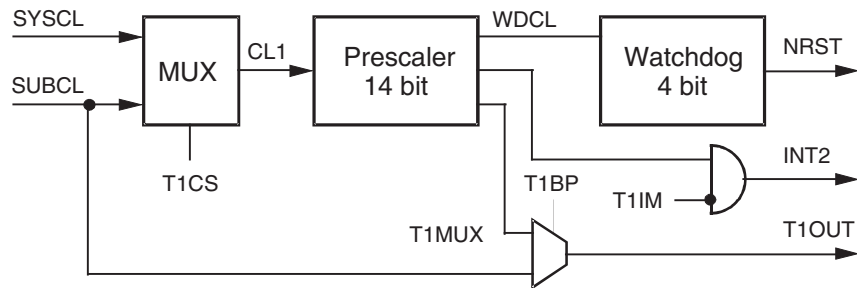 SYSCL
WDCL
NRST
SUBCL
MUX
CL1
Prescaler
14 bit
Watchdog
4 bit
T1CS
T1BP
INT2
T1IM
T1MUX
T1OUT